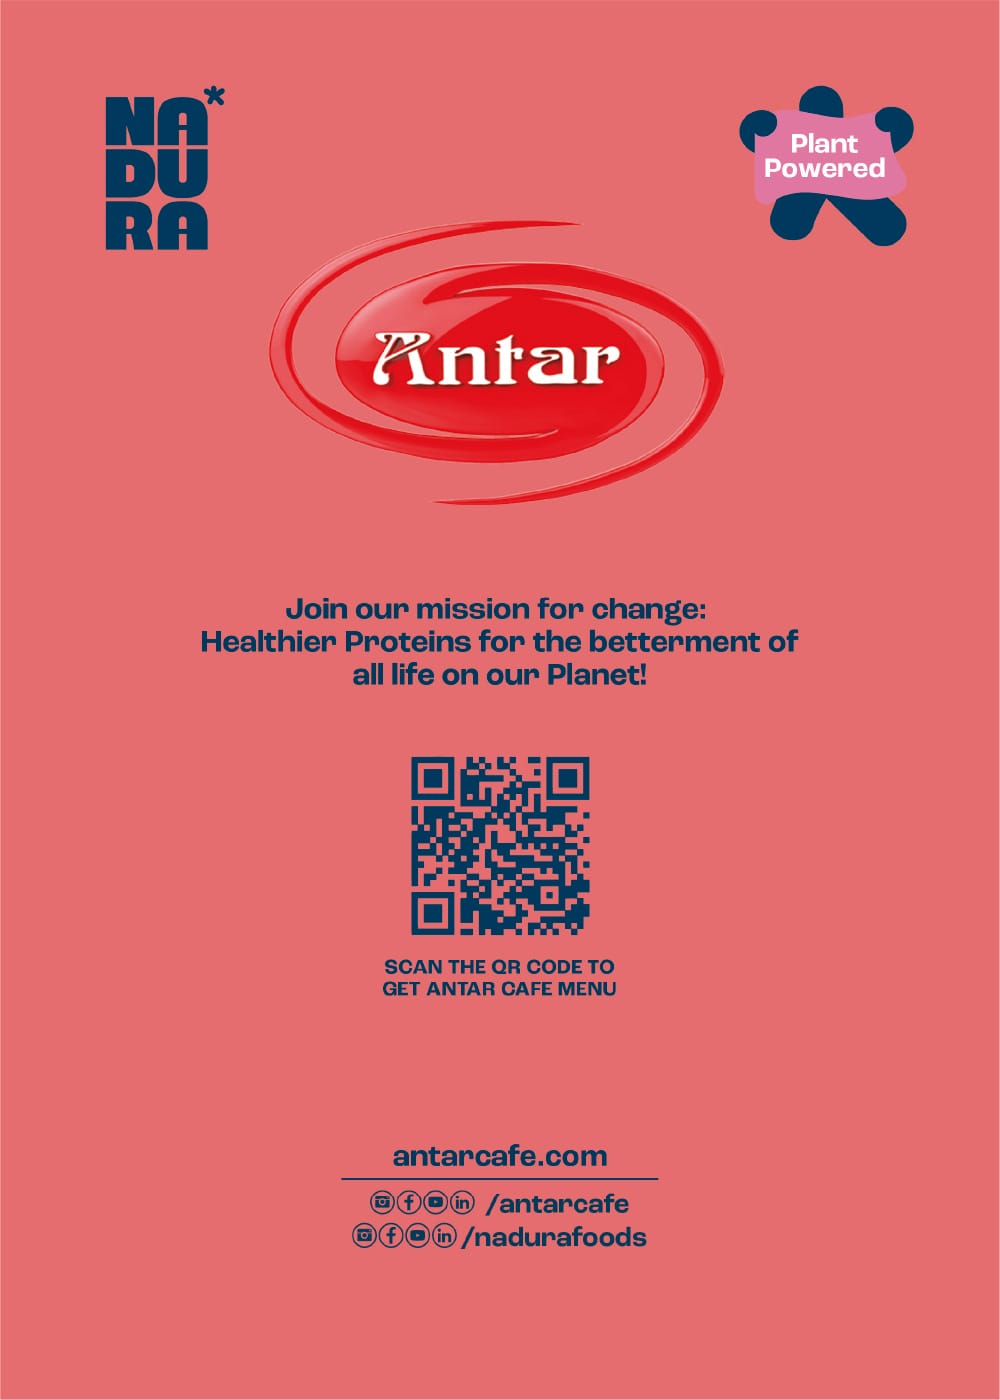 NA*
DU
RA
Plant
Powered
Antar
Join our mission for change:
Healthier Proteins for the betterment of
all life on our Planet!
SCAN THE QR CODE TO
GET ANTAR CAFE MENU
antarcafe.com
/antarcafe
/nadurafoods